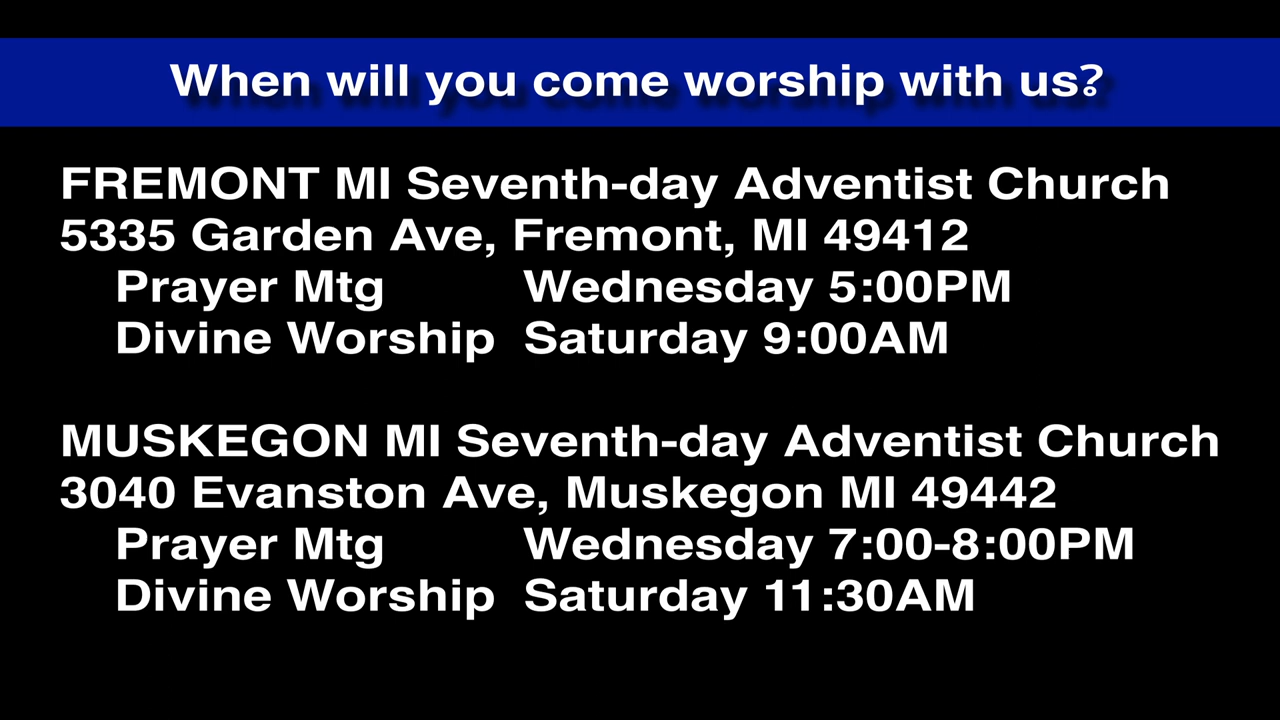 When will you come worship with us?
FREMONT MI Seventh-day Adventist Church
5335 Garden Ave, Fremont, MI 49412
Prayer Mtg Wednesday 5:00PM
Divine Worship Saturday 9:00AM
MUSKEGON MI Seventh-day Adventist Church
3040 Evanston Ave, Muskegon MI 49442
Prayer Mtg Wednesday 7:00-8:00PM
Divine Worship Saturday 11:30AM